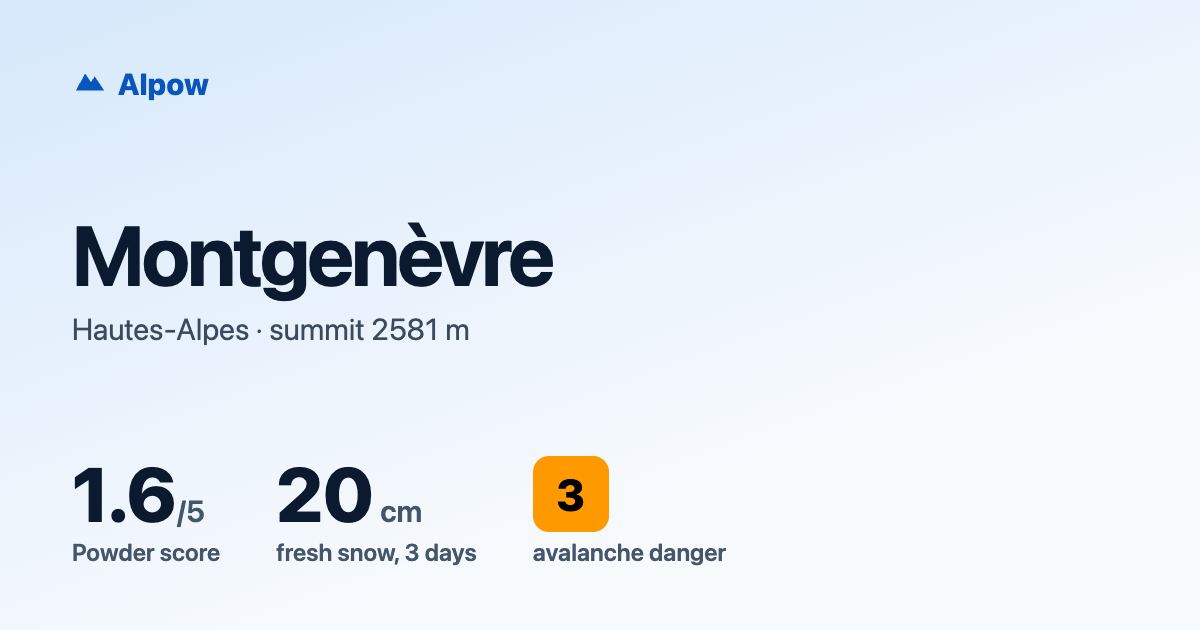 Alpow
Montgenèvre
Hautes-Alpes · summit 2581 m
1.6/5
Powder score
20 cm
fresh snow, 3 days
3
avalanche danger